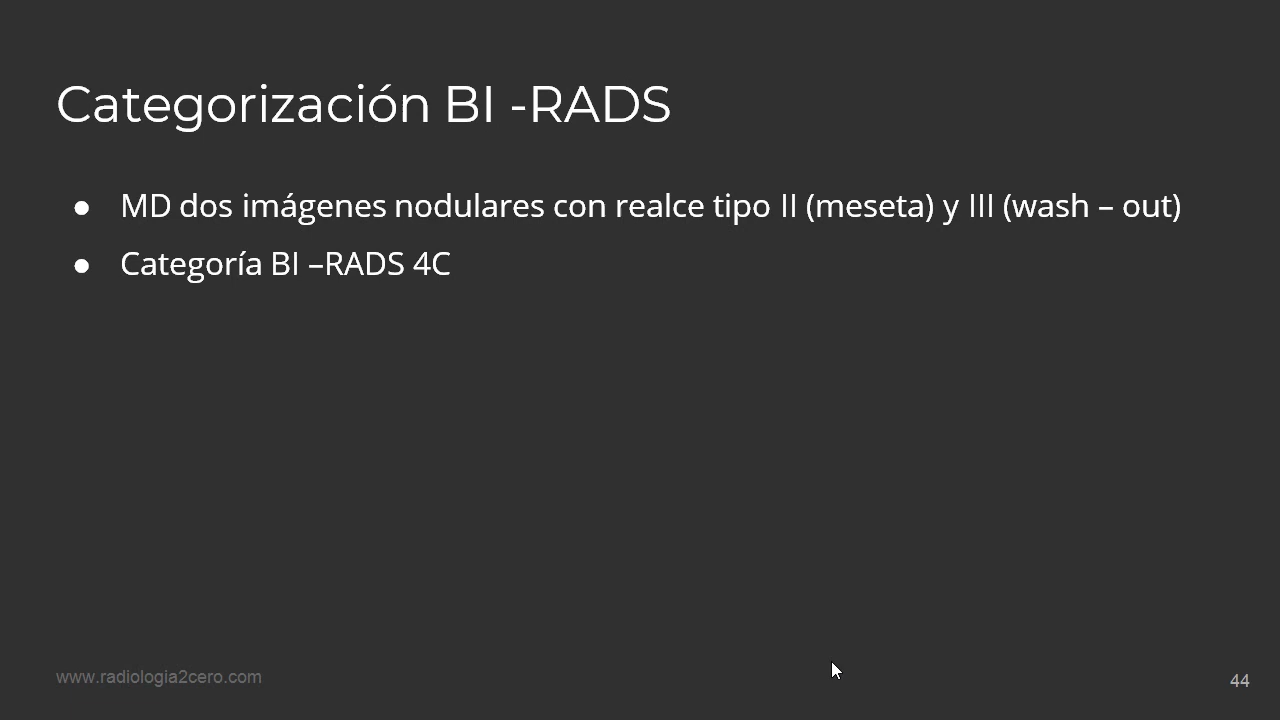 Categorización BI -RADS
● MD dos imágenes nodulares con realce tipo II (meseta) y III (wash – out)
● Categoría BI –RADS 4C
www.radiologia2cero.com
44